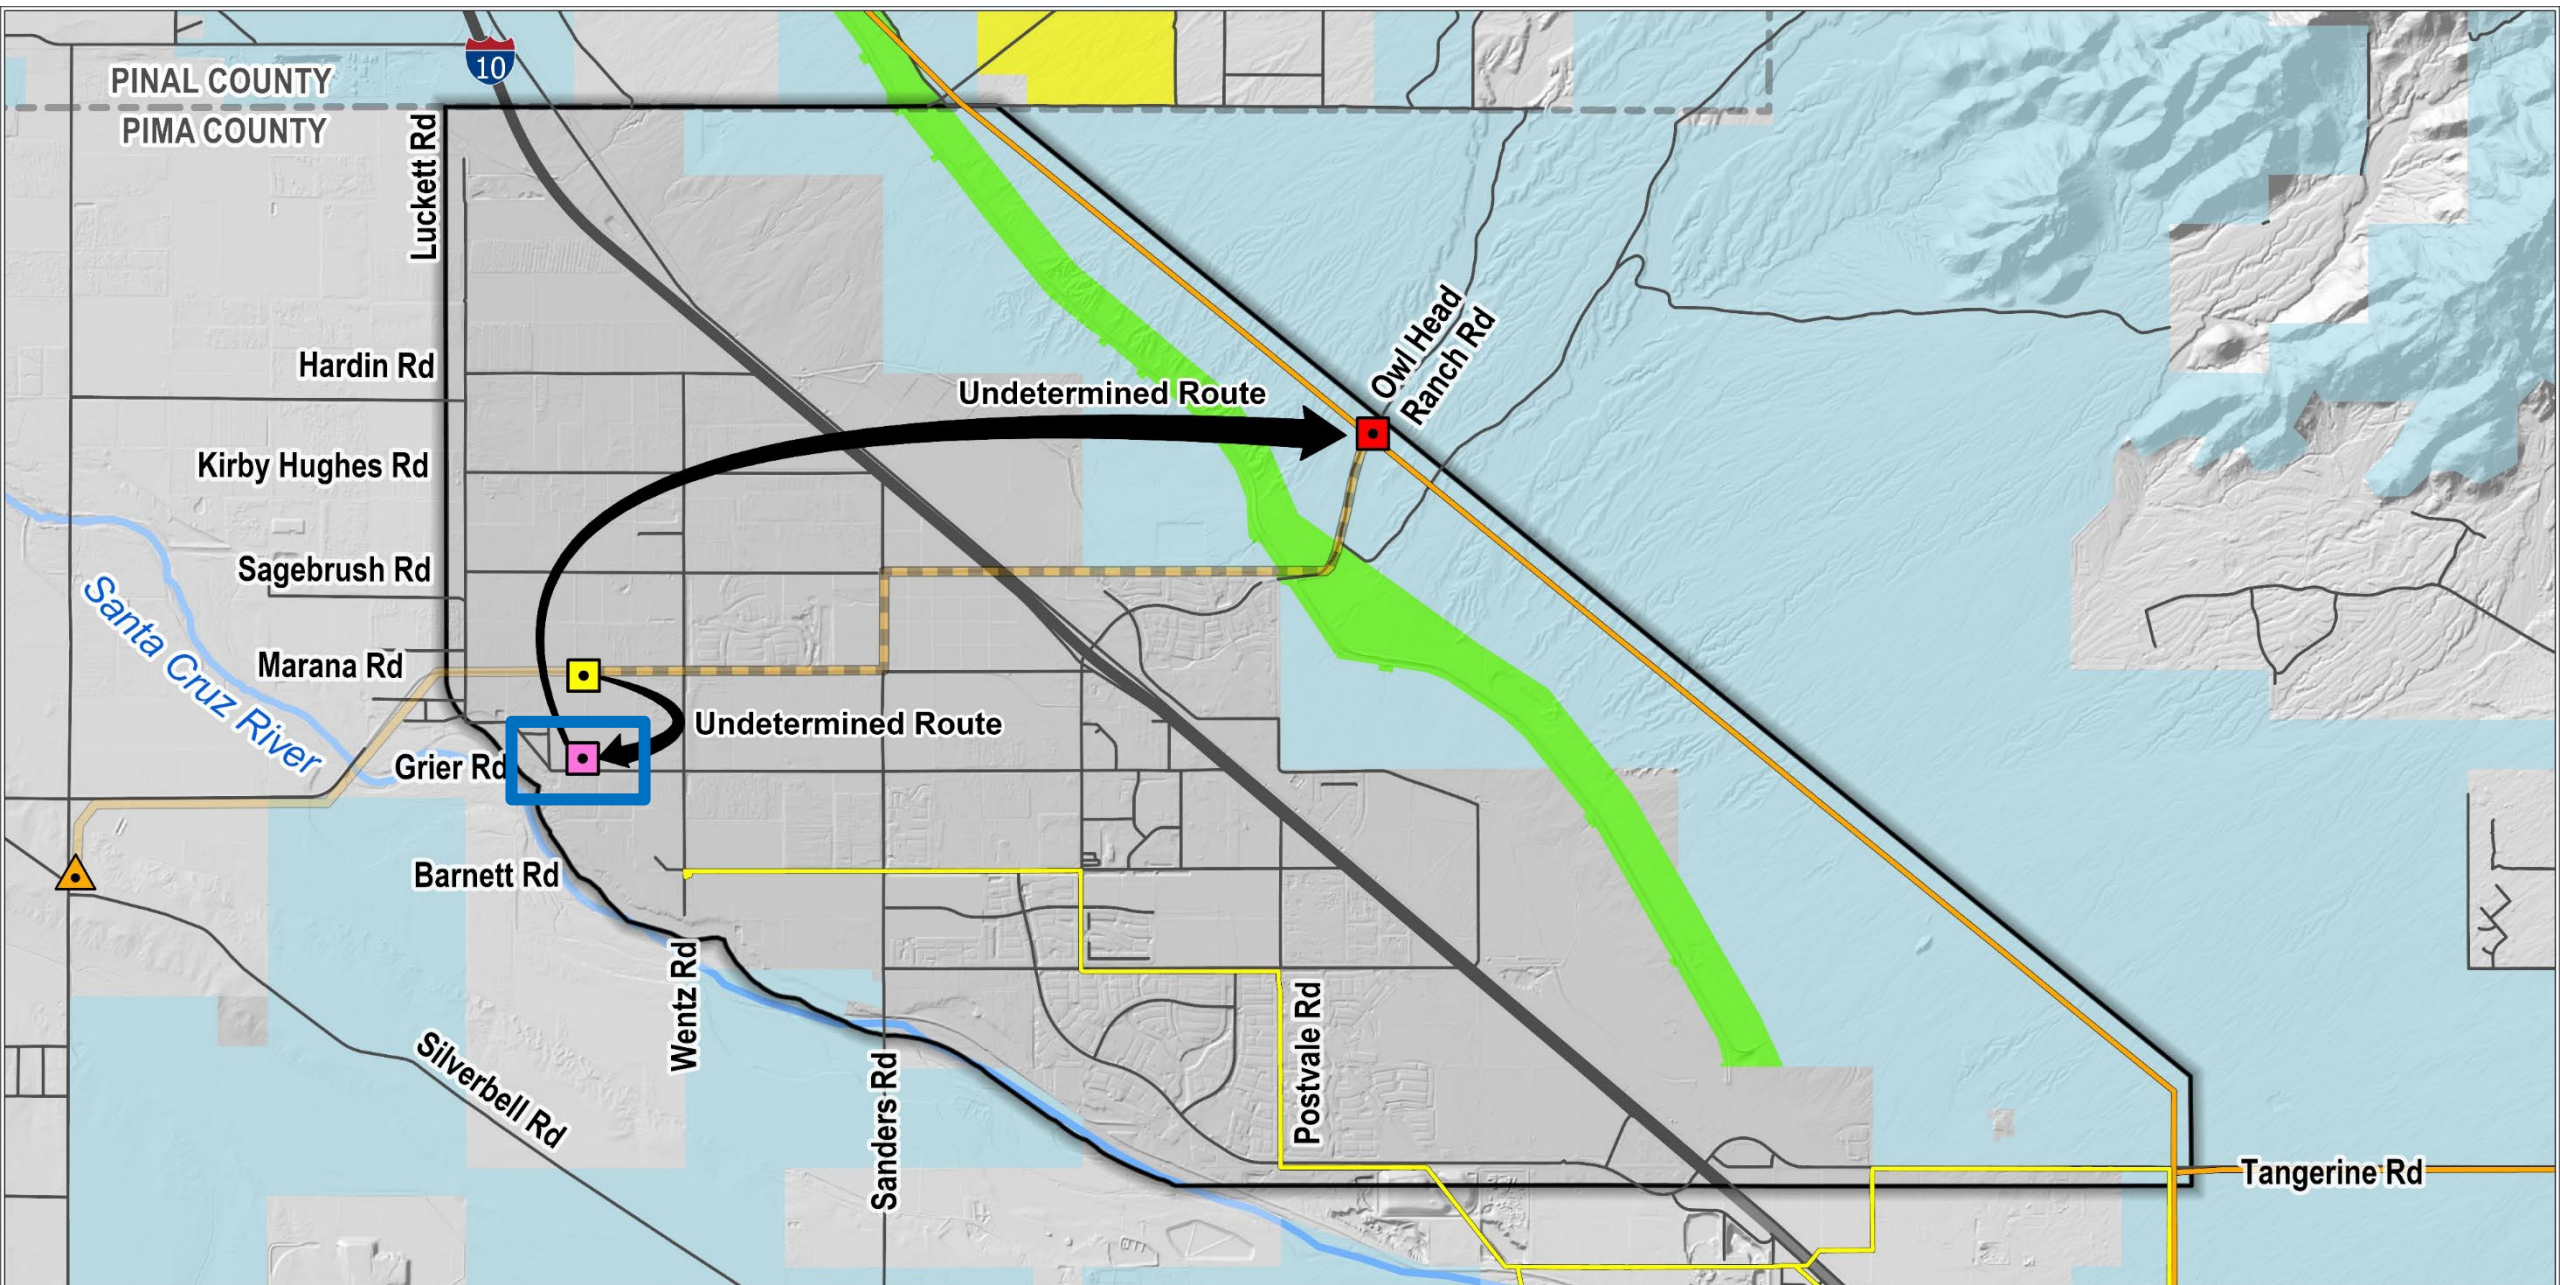 10
PINAL COUNTY
PIMA COUNTY
Luckett Rd
Hardin Rd
Undetermined Route
Owl Head
Ranch Rd
Kirby Hughes Rd
Sagebrush Rd
Santa Cruz River
Marana Rd
Undetermined Route
Grier Rd
Barnett Rd
Wentz Rd
Postvale Rd
Silverbell Rd
Sanders Rd
Tangerine Rd